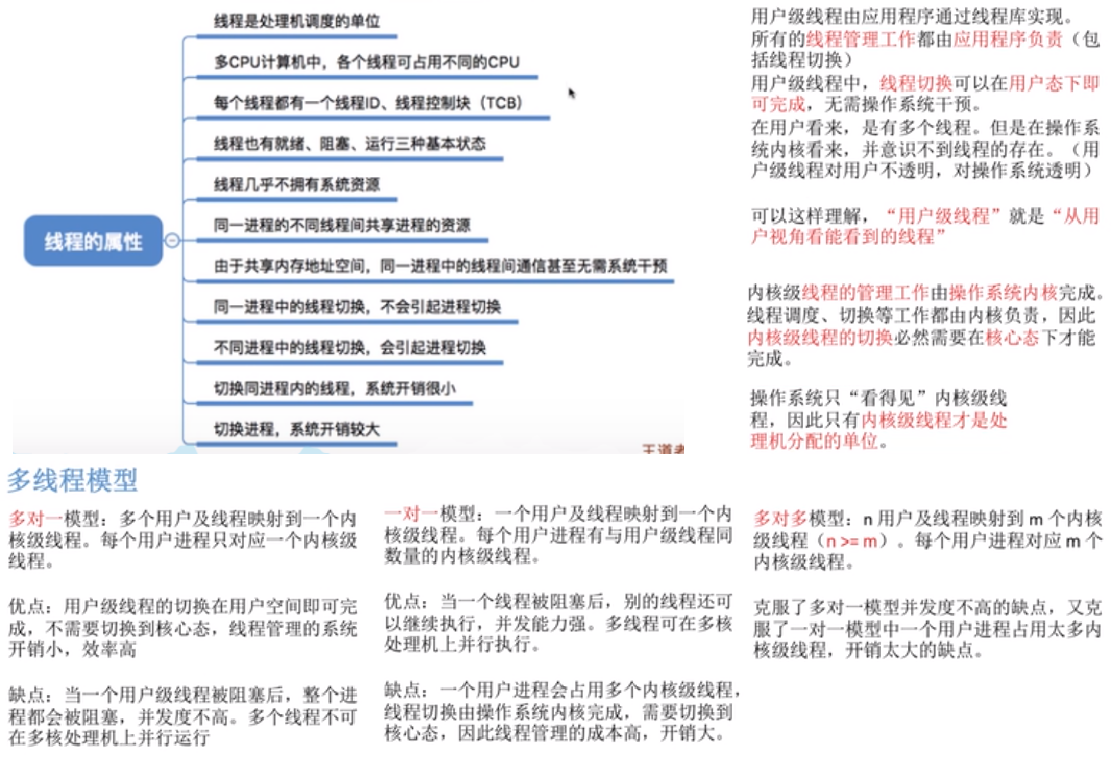 线程是处理机调度的单位
多CPU计算机中，各个线程可占用不同的CPU
每个线程都有一个线程ID、线程控制块（TCB）
线程也有就绪、阻塞、运行三种基本状态
线程几乎不拥有系统资源
线程的属性
同一进程的不同线程间共享进程的资源
由于共享内存地址空间，同一进程中的线程间通信甚至无需系统干预
同一进程中的线程切换，不会引起进程切换
不同进程中的线程切换，会引起进程切换
切换同进程内的线程，系统开销很小
切换进程，系统开销较大
王道考
用户级线程由应用程序通过线程库实现。
所有的线程管理工作都由应用程序负责（包
括线程切换）
用户级线程中，线程切换可以在用户态下即
可完成，无需操作系统干预。
在用户看来，是有多个线程。但是在操作系
统内核看来，并意识不到线程的存在。（用
户级线程对用户不透明，对操作系统透明）
可以这样理解，“用户级线程”就是“从用
户视角看能看到的线程”
内核级线程的管理工作由操作系统内核完成。
线程调度、切换等工作都由内核负责，因此
内核级线程的切换必然需要在核心态下才能
完成。
操作系统只“看得见”内核级线
程，因此只有内核级线程才是处
理机分配的单位。
多线程模型
多对一模型：多个用户及线程映射到一个内
核级线程。每个用户进程只对应一个内核级
线程。
优点：用户级线程的切换在用户空间即可完
成，不需要切换到核心态，线程管理的系统
开销小，效率高
缺点：当一个用户级线程被阻塞后，整个进
程都会被阻塞，并发度不高。多个线程不可
在多核处理机上并行运行
一对一模型：一个用户及线程映射到一个内
核级线程。每个用户进程有与用户级线程同
数量的内核级线程。
优点：当一个线程被阻塞后，别的线程还可
以继续执行，并发能力强。多线程可在多核
处理机上并行执行。
缺点：一个用户进程会占用多个内核级线程，
线程切换由操作系统内核完成，需要切换到
核心态，因此线程管理的成本高，开销大。
多对多模型：n 用户及线程映射到 m 个内核
级线程（n >= m）。每个用户进程对应 m 个
内核级线程。
克服了多对一模型并发度不高的缺点，又克
服了一对一模型中一个用户进程占用太多内
核级线程，开销太大的缺点。